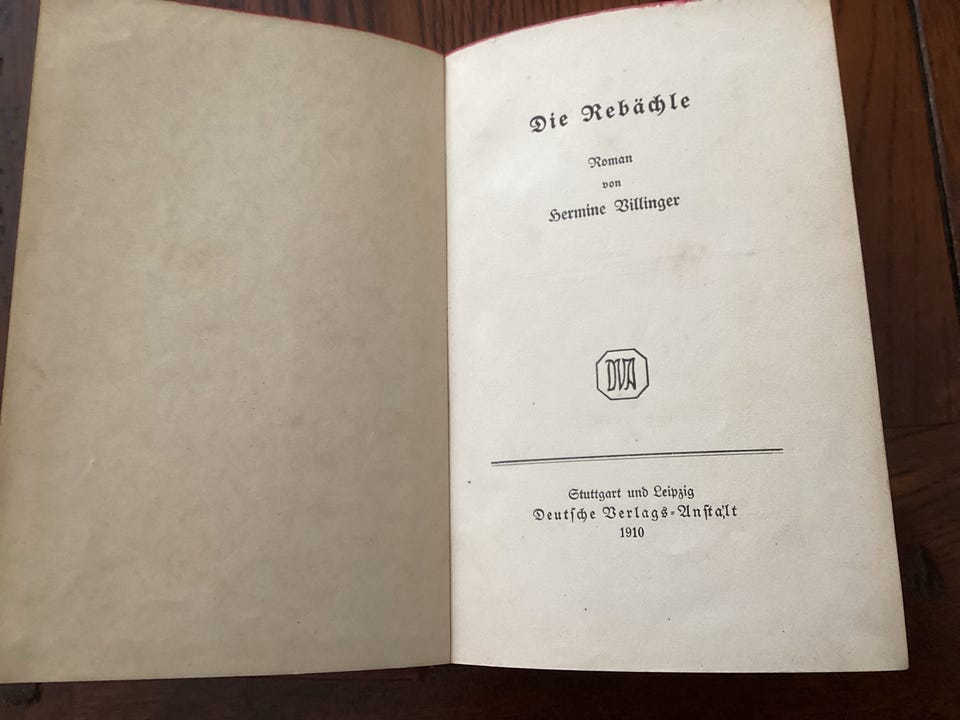 Die Rebächle
Roman
von
Hermine Villinger
DVA
Stuttgart und Leipzig
Deutsche Verlags-Anstalt
1910